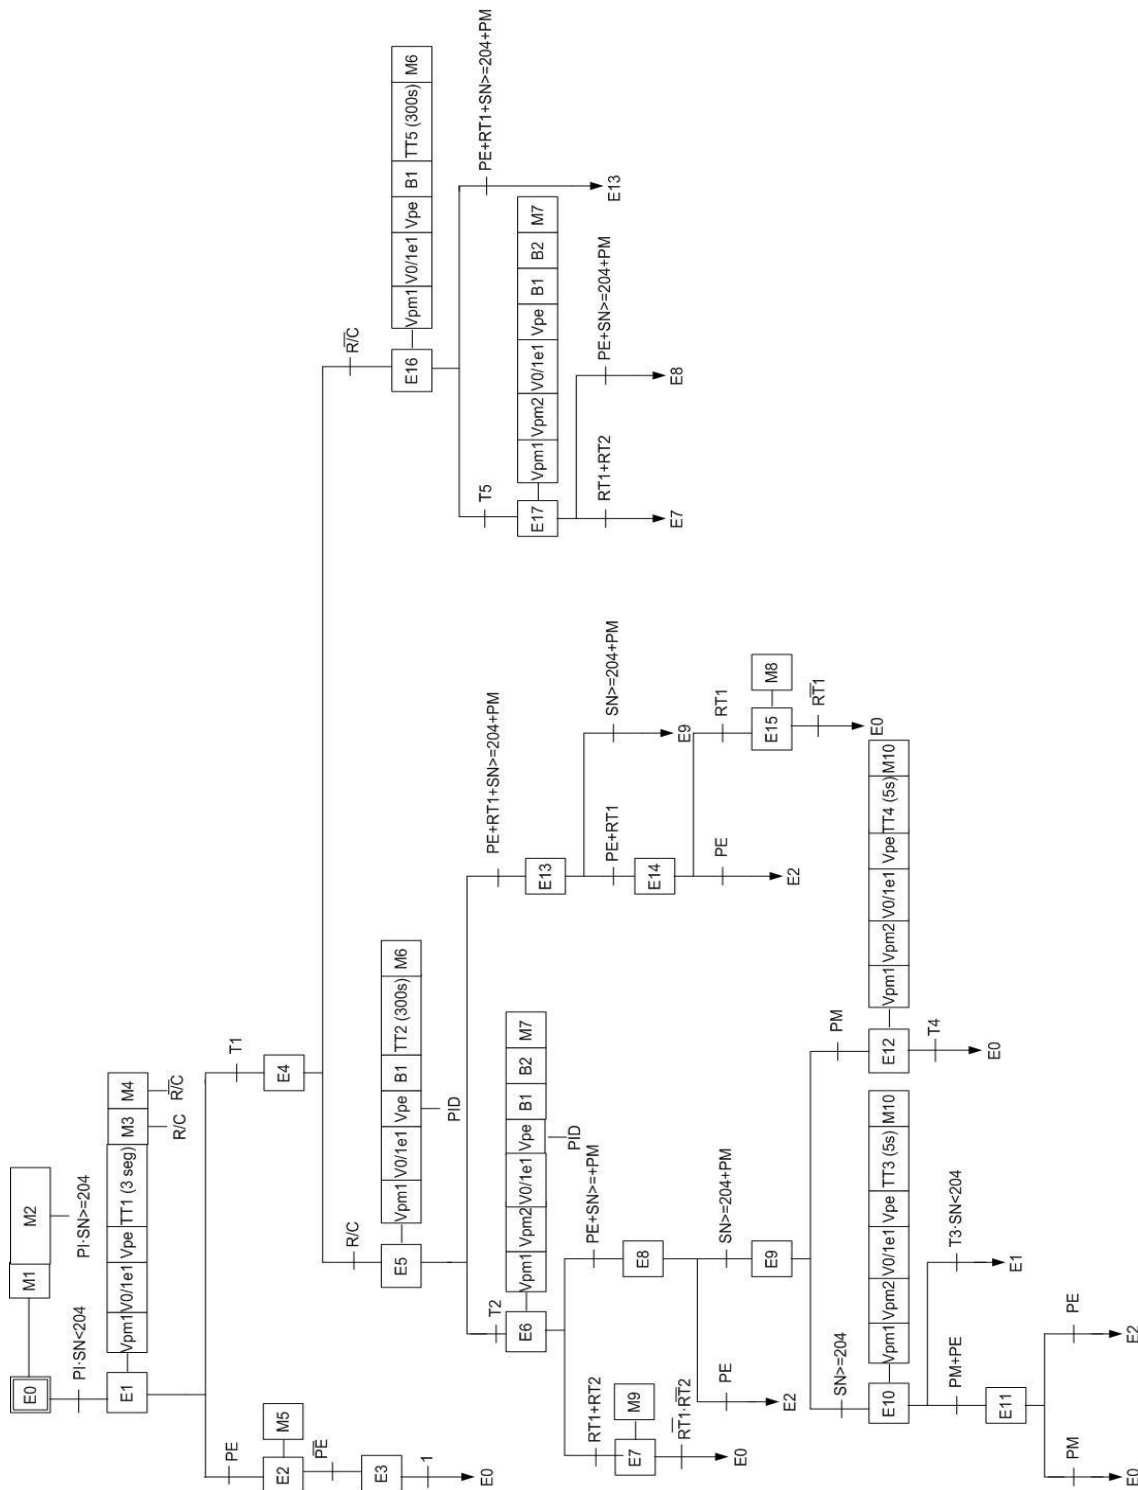 E0
M1
M2
PI·SN>=204
PI·SN<204
E1
Vpm1
V0/1e1
Vpe
TT1 (3 seg)
M3
M4
R/C
R̅/C
PE
E2
M5
P̅E̅
E3
1
E0
T1
E4
R/C
E5
Vpm1
V0/1e1
Vpe
B1
TT2 (300s)
M6
PID
T2
E6
Vpm1
Vpm2
V0/1e1
Vpe
B1
B2
M7
PID
RT1+RT2
E7
M9
R̅T̅1·R̅T̅2
E0
PE+SN>=+PM
E8
PE
E2
SN>=204+PM
E9
SN>=204
E10
Vpm1
Vpm2
V0/1e1
Vpe
TT3 (5s)
M10
PM+PE
E11
PM
E0
PE
E2
T3·SN<204
E1
PM
E12
Vpm1
Vpm2
V0/1e1
Vpe
TT4 (5s)
M10
T4
E0
PE+RT1+SN>=204+PM
E13
PE+RT1
E14
PE
E2
RT1
E15
M8
R̅T̅1
E0
SN>=204+PM
E9
R̅/C
E16
Vpm1
V0/1e1
Vpe
B1
TT5 (300s)
M6
T5
E17
Vpm1
Vpm2
V0/1e1
Vpe
B1
B2
M7
RT1+RT2
E7
PE+SN>=204+PM
E8
PE+RT1+SN>=204+PM
E13